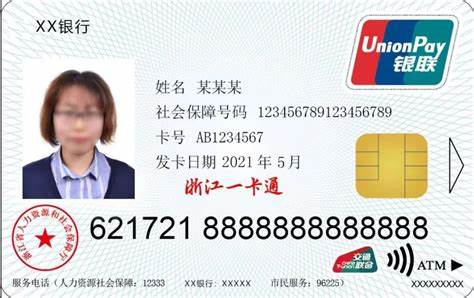 XX银行
UnionPay
银联
姓名 某某某
社会保障号码 123456789123456789
卡号 AB1234567
发卡日期 2021 年 5 月
浙江一卡通
浙江省人力资源和社会保障厅
621721 8888888888888
交通联合
ATM
服务电话（人力资源社会保障：12333 XX银行：XXXXX 市民服务：96225）
XXXXXXXXX